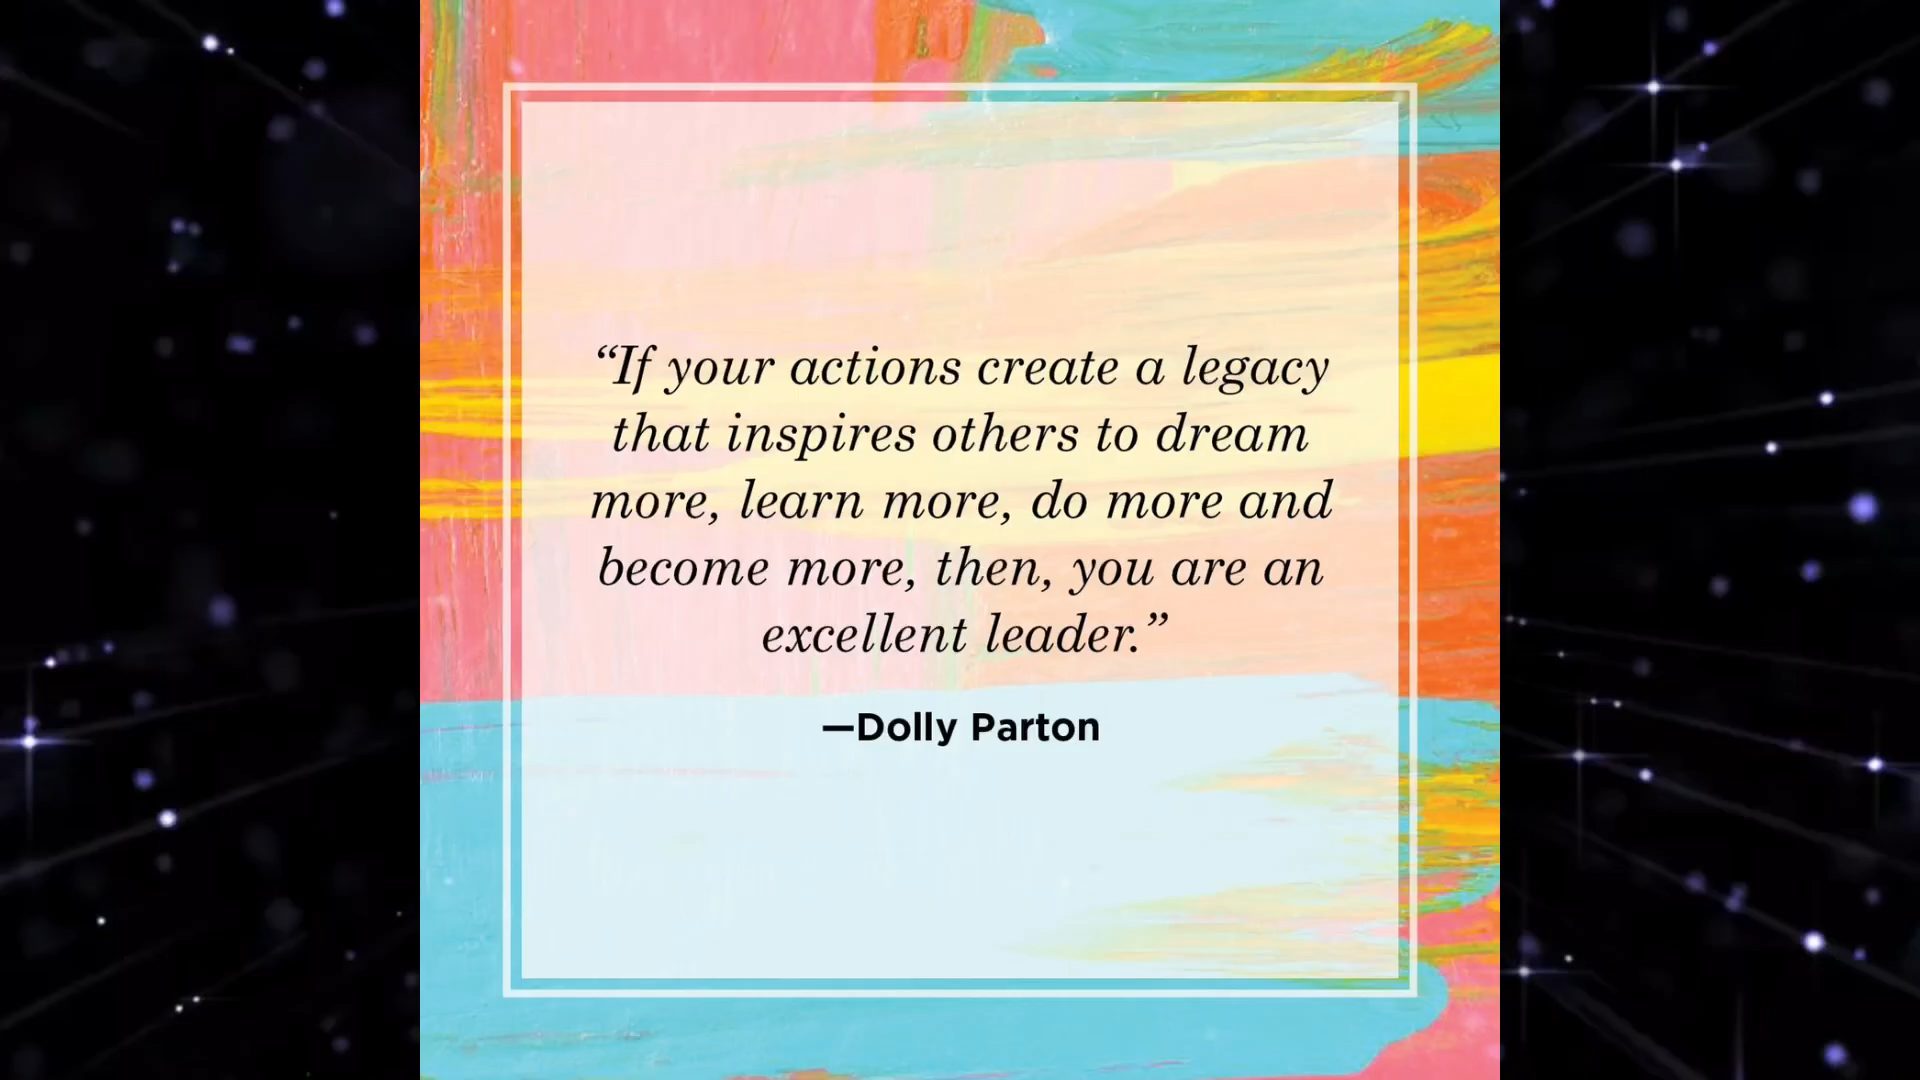 “If your actions create a legacy
that inspires others to dream
more, learn more, do more and
become more, then, you are an
excellent leader.”
—Dolly Parton